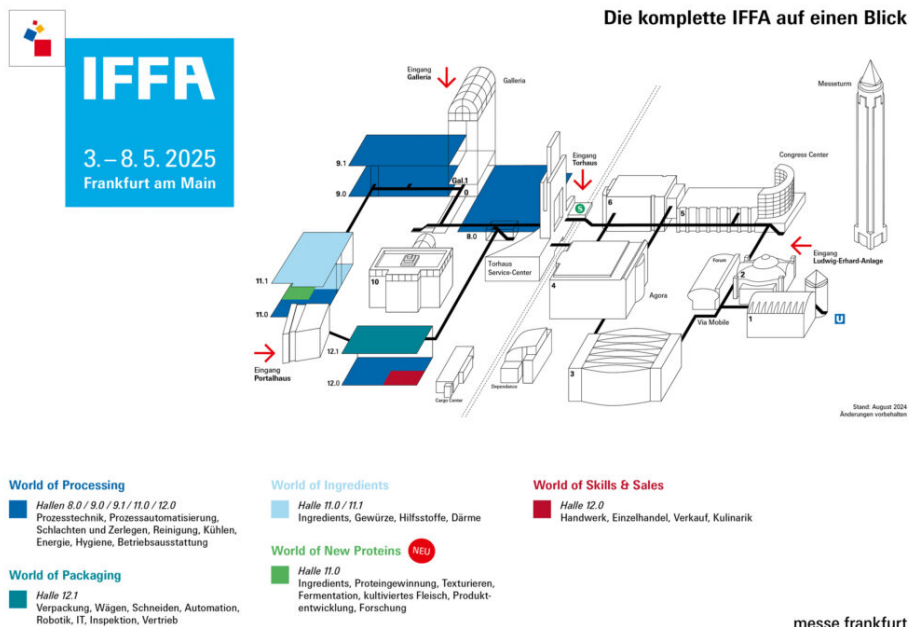 Die komplette IFFA auf einen Blick
IFFA
3. – 8. 5. 2025
Frankfurt am Main
Eingang
Galleria
Galleria
Messeturm
9.1
9.0
Gal.1
0
8.0
Eingang
Torhaus
S
6
5
Congress Center
Eingang
Ludwig-Erhard-Anlage
11.1
11.0
10
Torhaus
Service-Center
4
Agora
Forum
Via Mobile
2
1
U
Eingang
Portalhaus
12.1
12.0
Cargo Center
Dependance
3
Stand: August 2024
Änderungen vorbehalten
World of Processing
Hallen 8.0 / 9.0 / 9.1 / 11.0 / 12.0
Prozesstechnik, Prozessautomatisierung,
Schlachten und Zerlegen, Reinigung, Kühlen,
Energie, Hygiene, Betriebsausstattung
World of Packaging
Halle 12.1
Verpackung, Wägen, Schneiden, Automation,
Robotik, IT, Inspektion, Vertrieb
World of Ingredients
Halle 11.0 / 11.1
Ingredients, Gewürze, Hilfsstoffe, Därme
World of New Proteins NEU
Halle 11.0
Ingredients, Proteingewinnung, Texturieren,
Fermentation, kultiviertes Fleisch, Produkt-
entwicklung, Forschung
World of Skills & Sales
Halle 12.0
Handwerk, Einzelhandel, Verkauf, Kulinarik
messe frankfurt